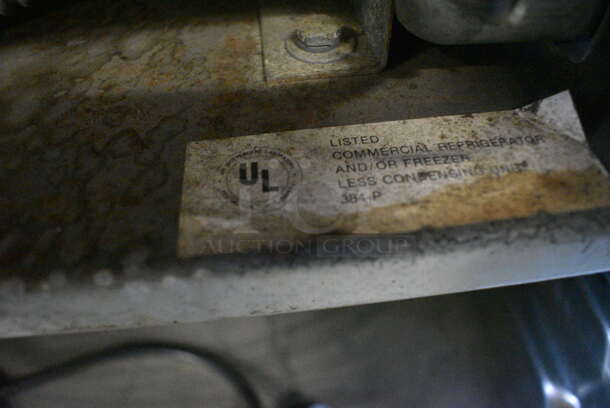 UL
LISTED
COMMERCIAL REFRIGERATOR
AND/OR FREEZER
LESS CONDENSING UNIT
384-P
AUCTION GROUP